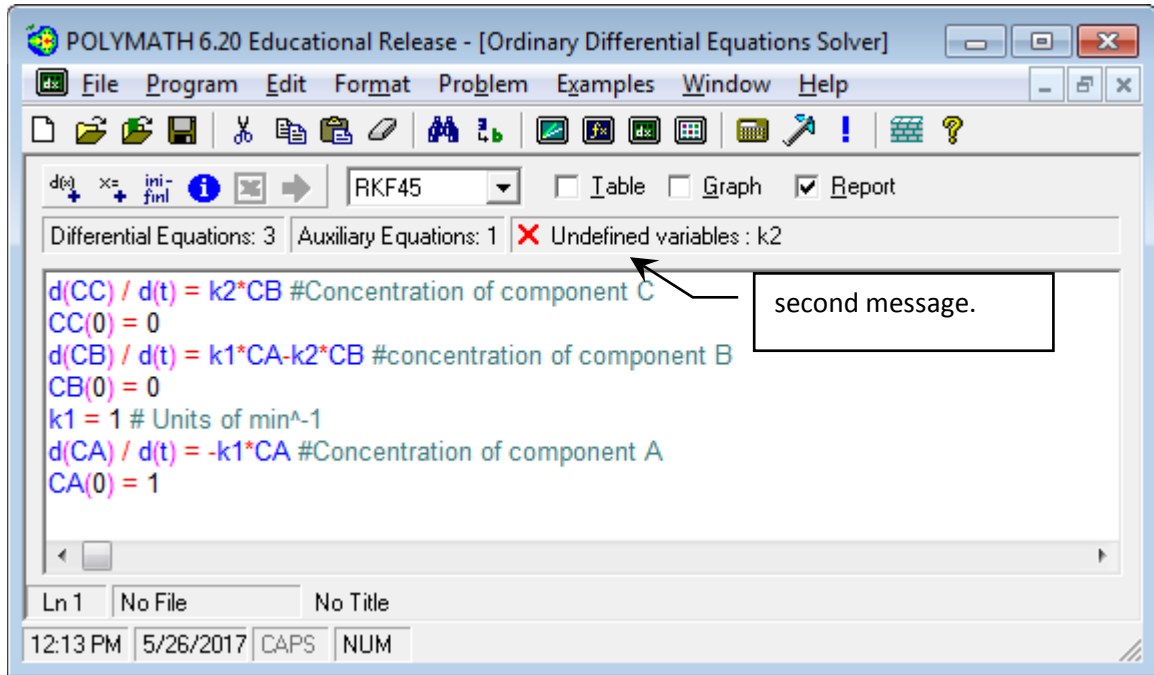 POLYMATH 6.20 Educational Release - [Ordinary Differential Equations Solver]
File Program Edit Format Problem Examples Window Help
d(x) x= ini- finl RKF45 Table Graph Report
Differential Equations: 3 Auxiliary Equations: 1 Undefined variables : k2
second message.
d(CC) / d(t) = k2*CB #Concentration of component C
CC(0) = 0
d(CB) / d(t) = k1*CA-k2*CB #concentration of component B
CB(0) = 0
k1 = 1 # Units of min^-1
d(CA) / d(t) = -k1*CA #Concentration of component A
CA(0) = 1
Ln 1 No File No Title
12:13 PM 5/26/2017 CAPS NUM